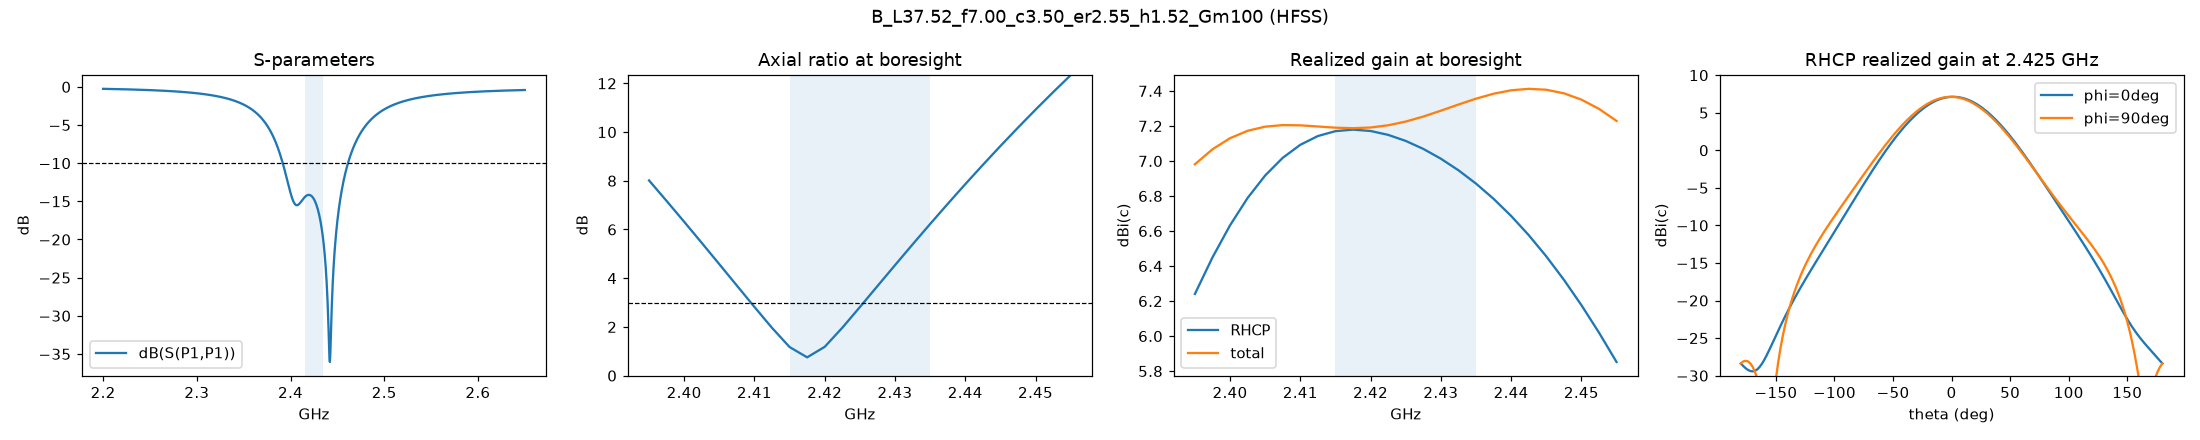 B_L37.52_f7.00_c3.50_er2.55_h1.52_Gm100 (HFSS)
S-parameters
0
−5
−10
−15
−20
−25
−30
−35
dB
dB(S(P1,P1))
2.2 2.3 2.4 2.5 2.6
GHz
Axial ratio at boresight
12
10
8
6
4
2
0
dB
2.40 2.41 2.42 2.43 2.44 2.45
GHz
Realized gain at boresight
7.4
7.2
7.0
6.8
6.6
6.4
6.2
6.0
5.8
dBi(c)
RHCP
total
2.40 2.41 2.42 2.43 2.44 2.45
GHz
RHCP realized gain at 2.425 GHz
10
5
0
−5
−10
−15
−20
−25
−30
dBi(c)
phi=0deg
phi=90deg
−150 −100 −50 0 50 100 150
theta (deg)